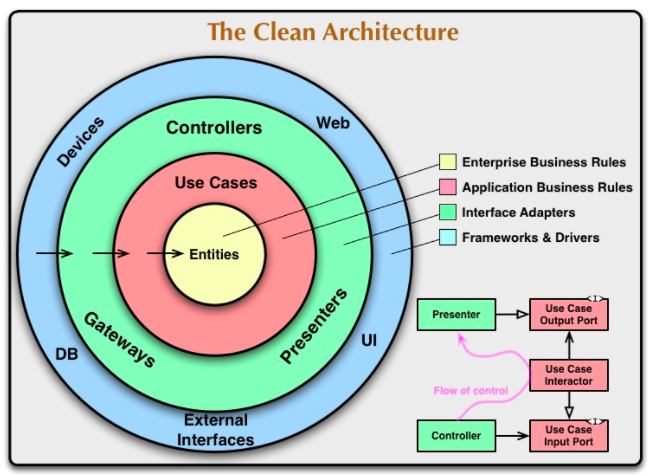 The Clean Architecture
Devices
Web
Controllers
Use Cases
Entities
Gateways
Presenters
DB
UI
External
Interfaces
Enterprise Business Rules
Application Business Rules
Interface Adapters
Frameworks & Drivers
Presenter
Use Case
Output Port
<I>
Use Case
Interactor
Flow of control
Controller
Use Case
Input Port
<I>